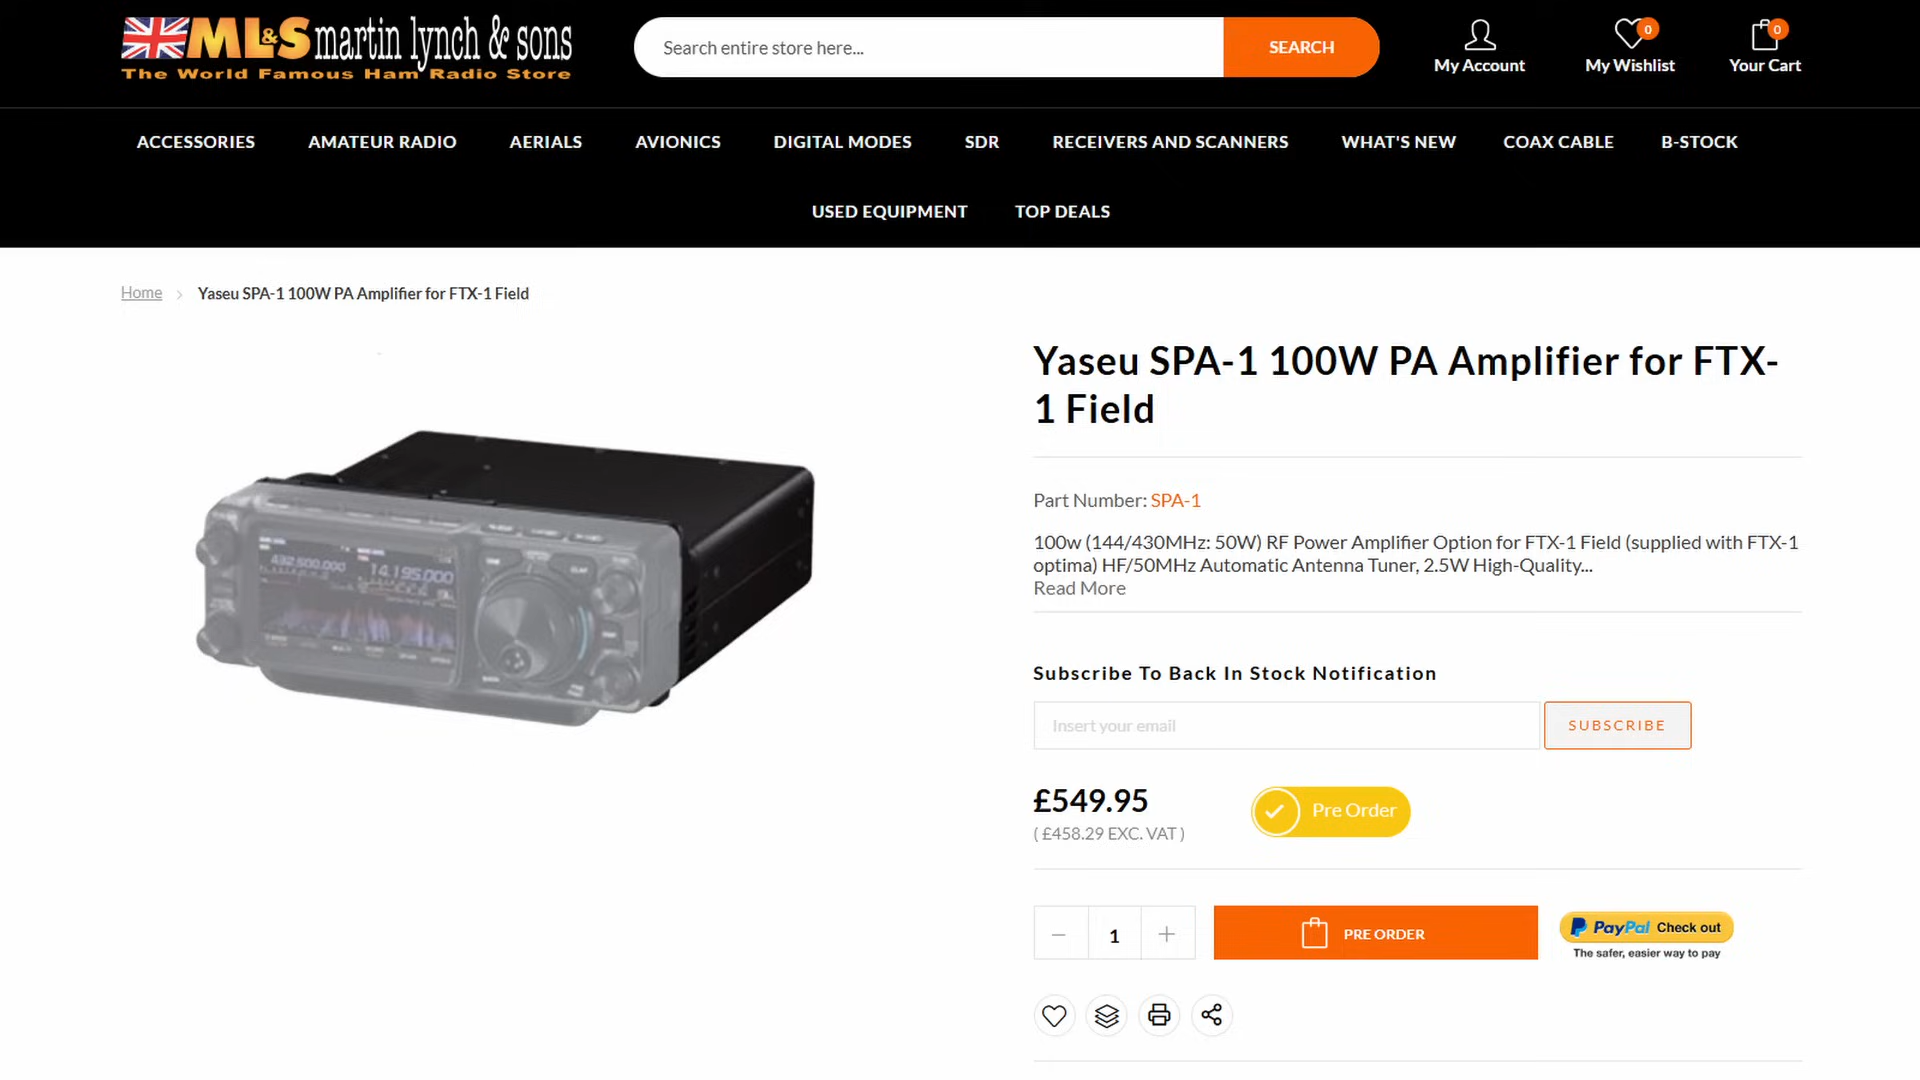 ML&S martin lynch & sons
The World Famous Ham Radio Store
Search entire store here...
SEARCH
My Account
0
My Wishlist
0
Your Cart
ACCESSORIES
AMATEUR RADIO
AERIALS
AVIONICS
DIGITAL MODES
SDR
RECEIVERS AND SCANNERS
WHAT'S NEW
COAX CABLE
B-STOCK
USED EQUIPMENT
TOP DEALS
Home
Yaseu SPA-1 100W PA Amplifier for FTX-1 Field
432.500.000
14.195.000
Yaseu SPA-1 100W PA Amplifier for FTX-
1 Field
Part Number: SPA-1
100w (144/430MHz: 50W) RF Power Amplifier Option for FTX-1 Field (supplied with FTX-1
optima) HF/50MHz Automatic Antenna Tuner, 2.5W High-Quality...
Read More
Subscribe To Back In Stock Notification
Insert your email
SUBSCRIBE
£549.95
( £458.29 EXC. VAT )
Pre Order
1
PRE ORDER
PayPal Check out
The safer, easier way to pay